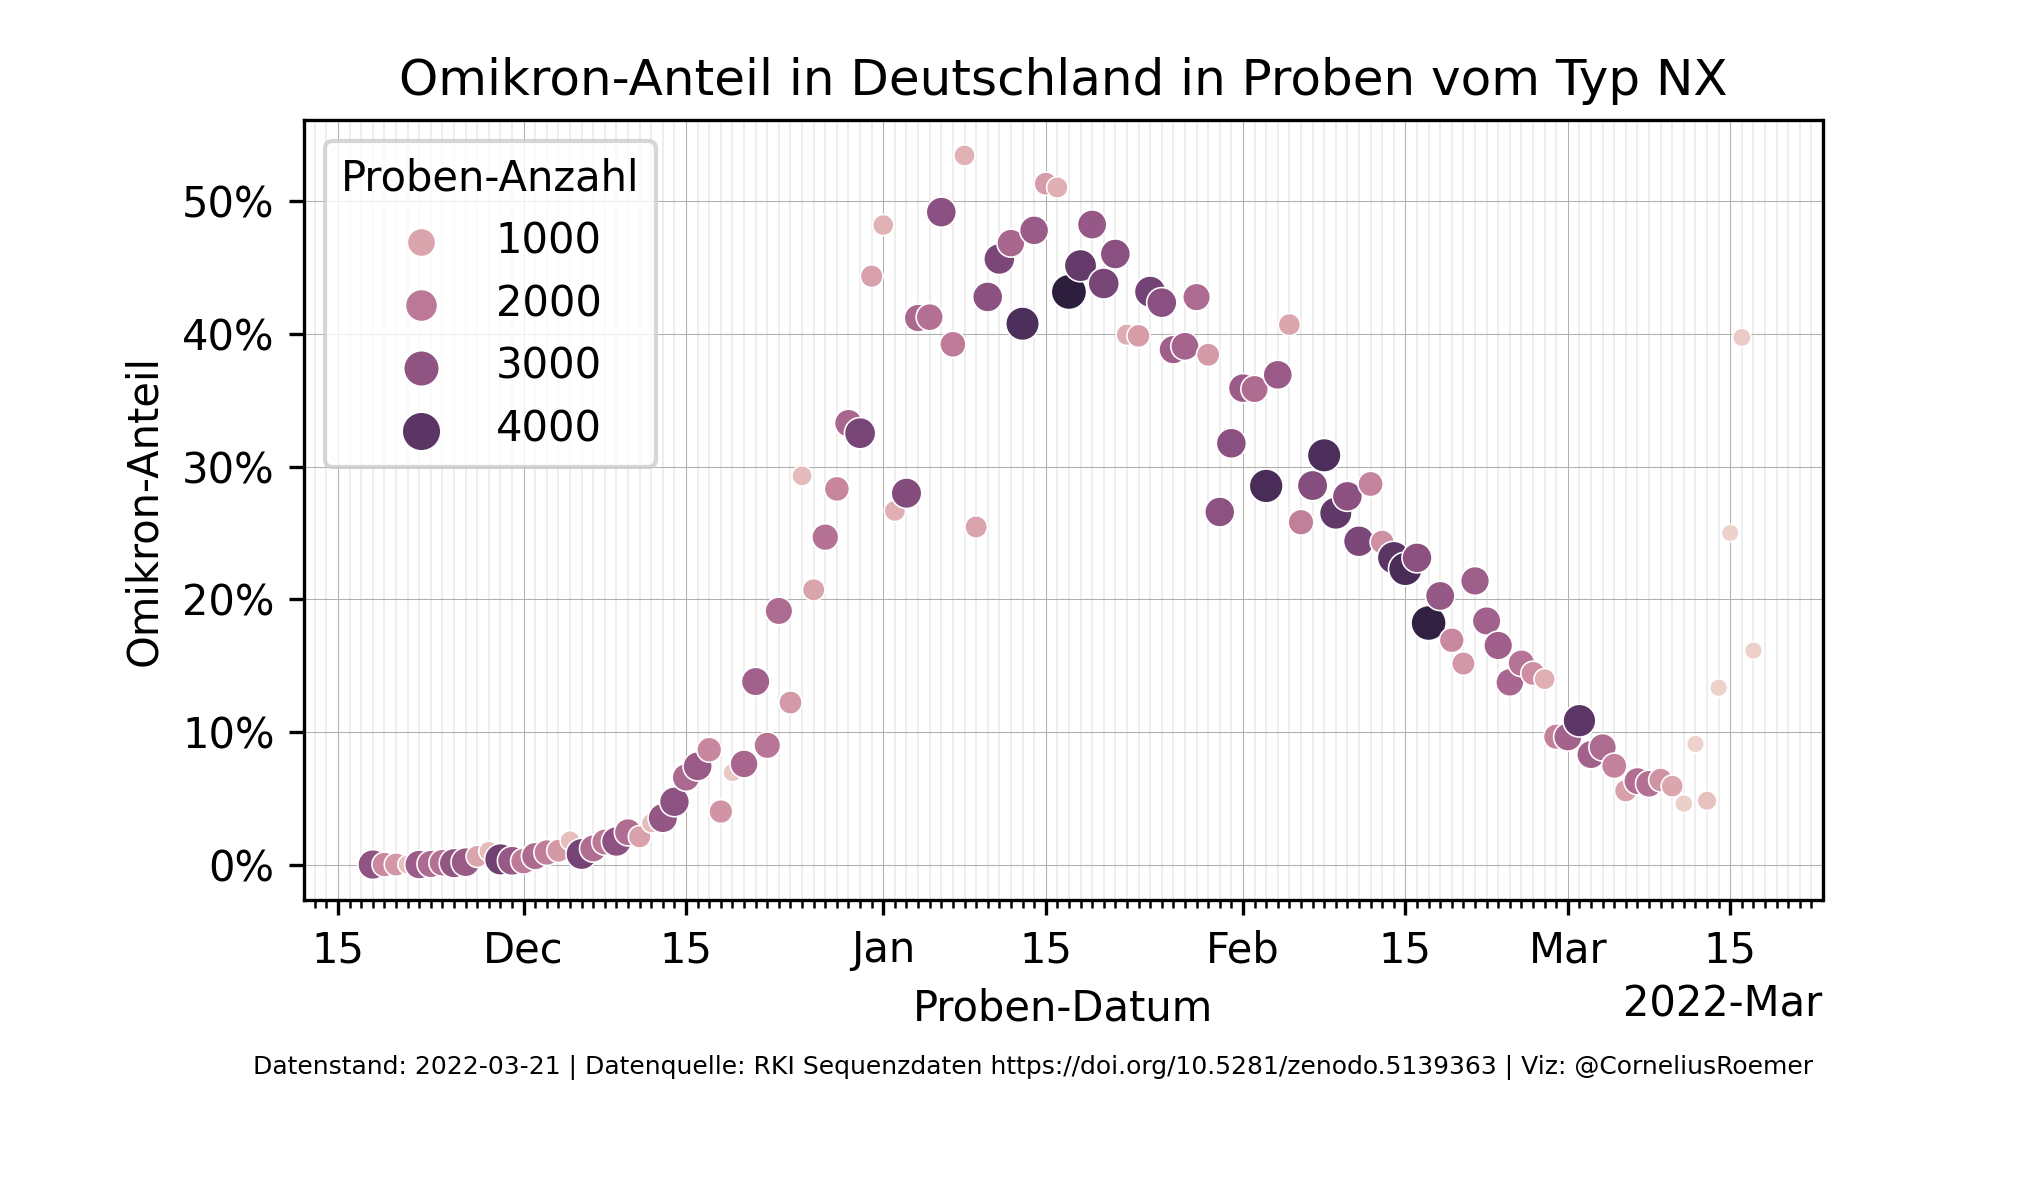 Omikron-Anteil in Deutschland in Proben vom Typ NX
Proben-Anzahl
1000
2000
3000
4000
50%
40%
30%
20%
10%
0%
Omikron-Anteil
15 Dec 15 Jan 15 Feb 15 Mar 15
2022-Mar
Proben-Datum
Datenstand: 2022-03-21 | Datenquelle: RKI Sequenzdaten https://doi.org/10.5281/zenodo.5139363 | Viz: @CorneliusRoemer